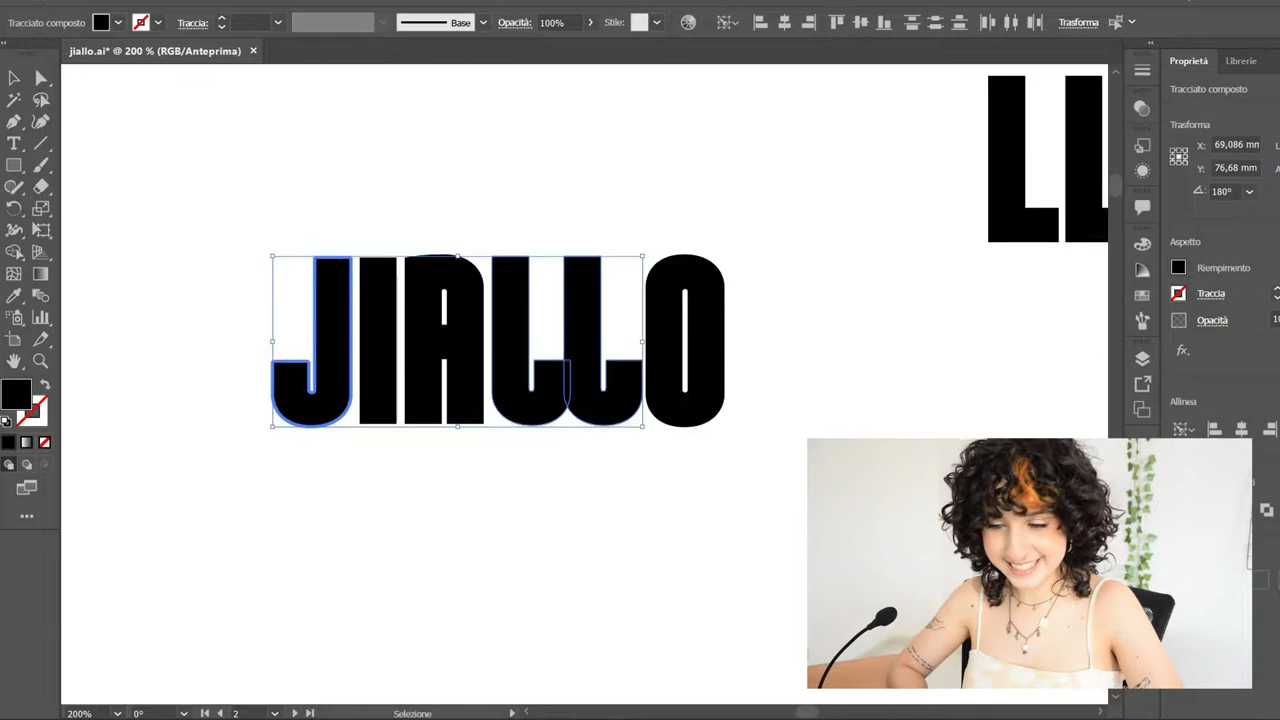 Tracciato composto Traccia: Base Opacità: 100% Stile: Trasforma
jiallo.ai* @ 200 % (RGB/Anteprima) ×
Proprietà Librerie
Tracciato composto
Trasforma
X: 69,086 mm
Y: 76,68 mm
180°
LL
JIALLO
Aspetto
Riempimento
Traccia
Opacità
fx
Allinea
200% 0° 2 Selezione